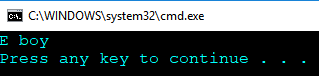 C:\WINDOWS\system32\cmd.exe
E boy
Press any key to continue . . .